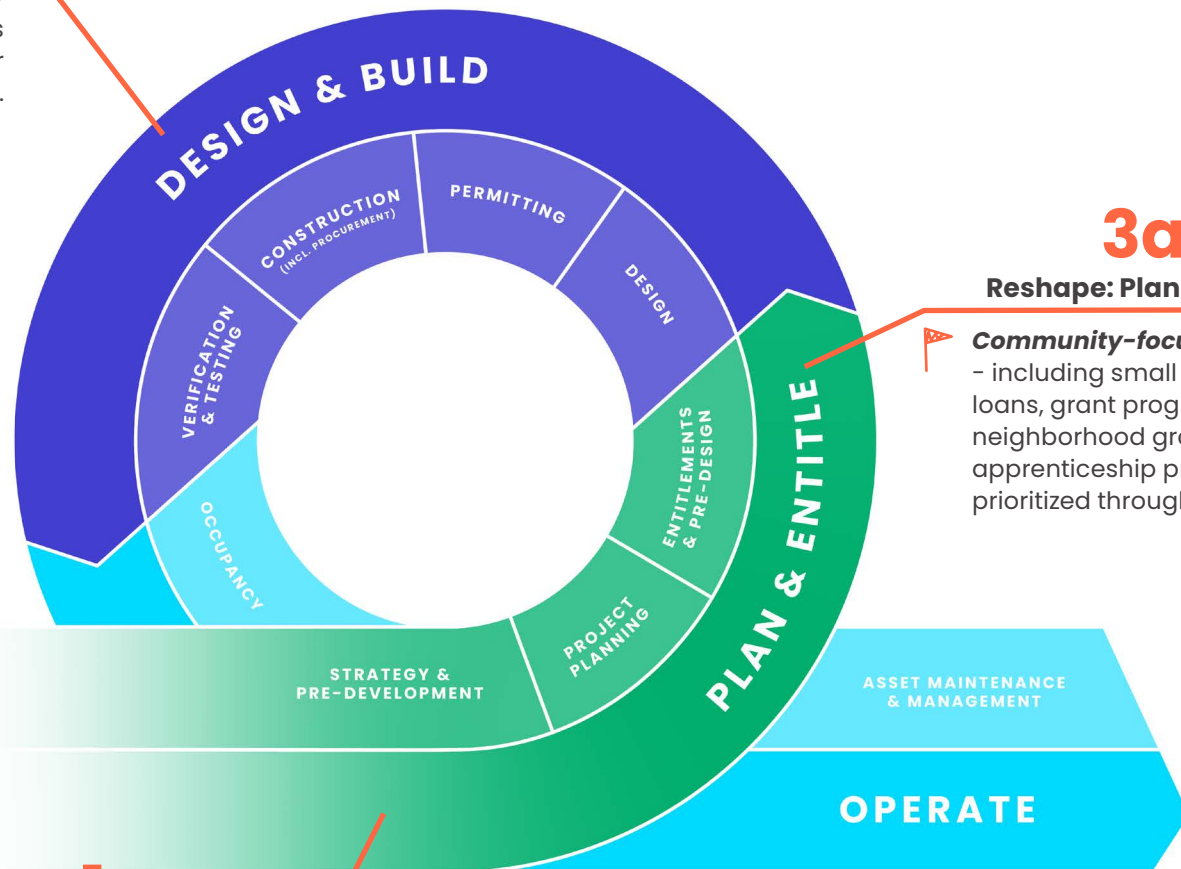 DESIGN & BUILD
CONSTRUCTION
(INCL. PROCUREMENT)
PERMITTING
DESIGN
VERIFICATION
& TESTING
3a
Reshape: Plan
Community-focu
- including small
loans, grant prog
neighborhood gr
apprenticeship p
prioritized through
ENTITLEMENTS
& PRE-DESIGN
PLAN & ENTITLE
OCCUPANCY
PROJECT
PLANNING
STRATEGY &
PRE-DEVELOPMENT
ASSET MAINTENANCE
& MANAGEMENT
OPERATE